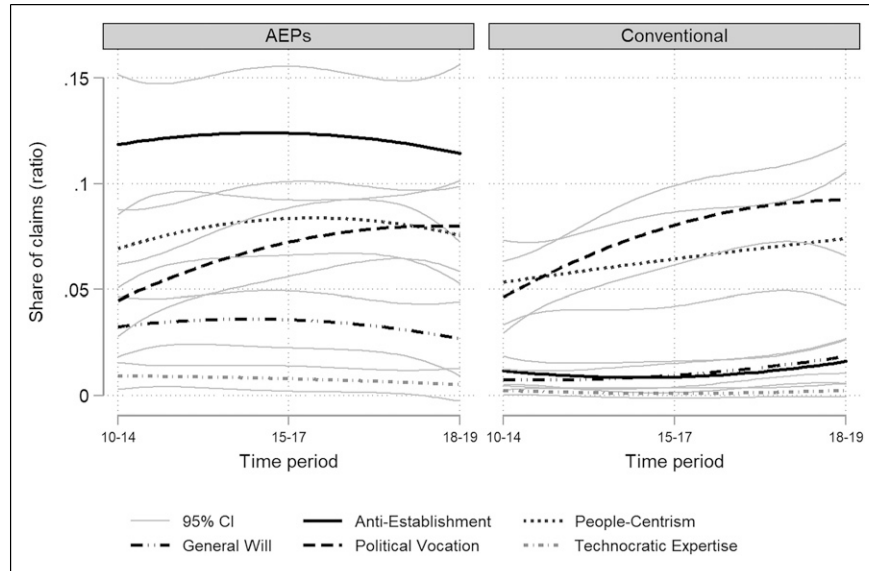 AEPs Conventional
Share of claims (ratio)
.15
.1
.05
0
10-14 15-17 18-19 10-14 15-17 18-19
Time period Time period
95% CI Anti-Establishment People-Centrism
General Will Political Vocation Technocratic Expertise